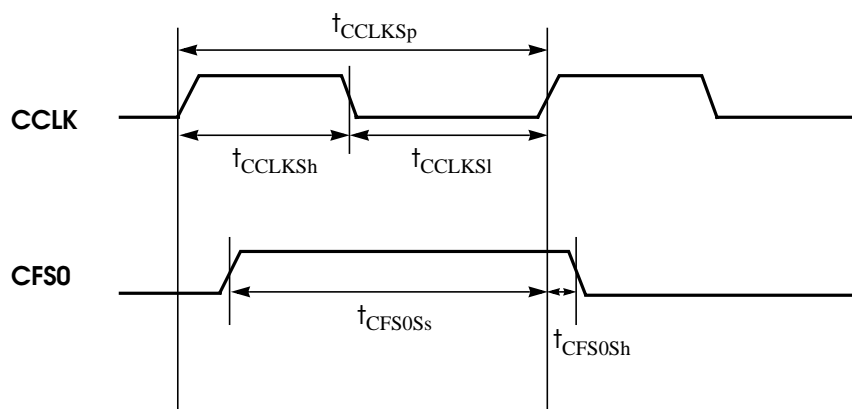 tCCLKSp
CCLK
tCCLKSh
tCCLKSl
CFS0
tCFS0Ss
tCFS0Sh